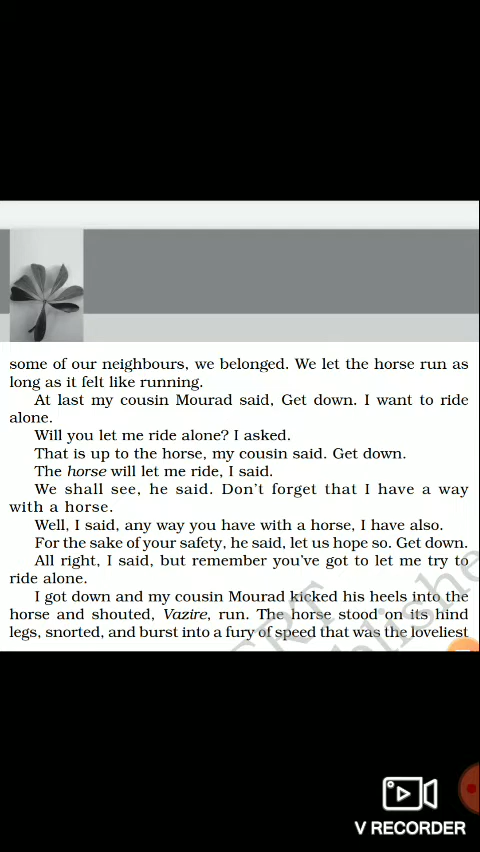 some of our neighbours, we belonged. We let the horse run as
long as it felt like running.
At last my cousin Mourad said, Get down. I want to ride
alone.
Will you let me ride alone? I asked.
That is up to the horse, my cousin said. Get down.
The horse will let me ride, I said.
We shall see, he said. Don't forget that I have a way
with a horse.
Well, I said, any way you have with a horse, I have also.
For the sake of your safety, he said, let us hope so. Get down.
All right, I said, but remember you've got to let me try to
ride alone.
I got down and my cousin Mourad kicked his heels into the
horse and shouted, Vazire, run. The horse stood on its hind
legs, snorted, and burst into a fury of speed that was the loveliest
V RECORDER